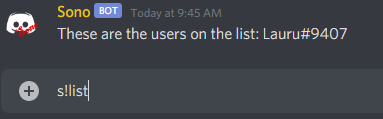 Sono BOT Today at 9:45 AM
These are the users on the list: Lauru#9407
s!list